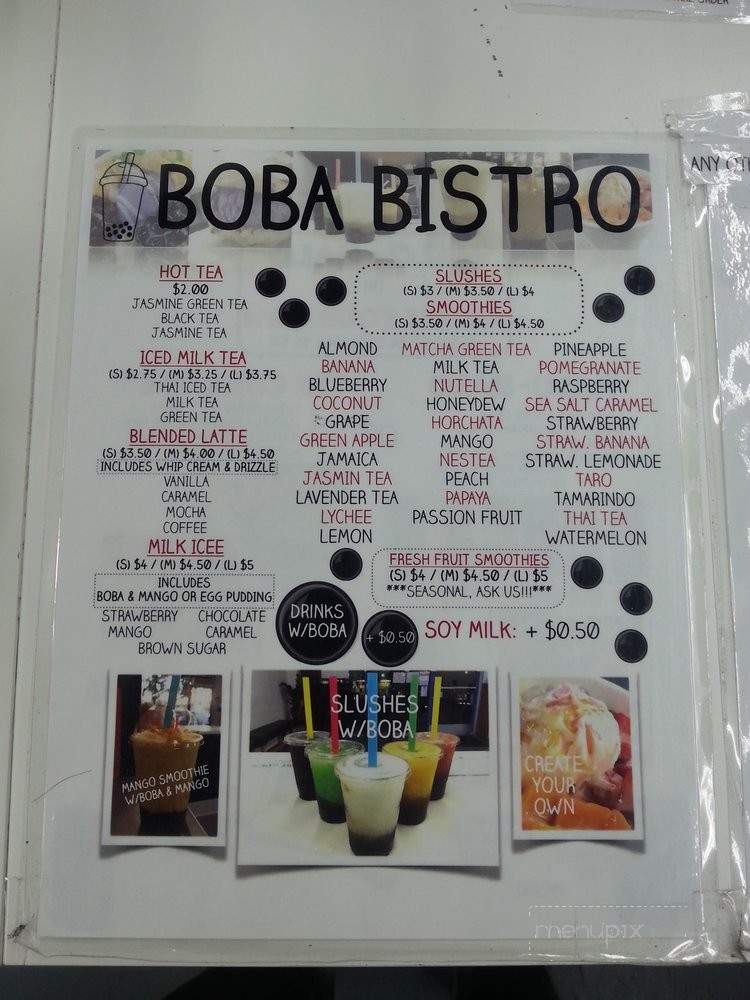 ORDER
ANY OT
BOBA BISTRO
HOT TEA
$2.00
JASMINE GREEN TEA
BLACK TEA
JASMINE TEA
ICED MILK TEA
(S) $2.75 / (M) $3.25 / (L) $3.75
THAI ICED TEA
MILK TEA
GREEN TEA
BLENDED LATTE
(S) $3.50 / (M) $4.00 / (L) $4.50
INCLUDES WHIP CREAM & DRIZZLE
VANILLA
CARAMEL
MOCHA
COFFEE
MILK ICEE
(S) $4 / (M) $4.50 / (L) $5
INCLUDES
BOBA & MANGO OR EGG PUDDING
STRAWBERRY CHOCOLATE
MANGO CARAMEL
BROWN SUGAR
SLUSHES
(S) $3 / (M) $3.50 / (L) $4
SMOOTHIES
(S) $3.50 / (M) $4 / (L) $4.50
ALMOND
BANANA
BLUEBERRY
COCONUT
GRAPE
GREEN APPLE
JAMAICA
JASMIN TEA
LAVENDER TEA
LYCHEE
LEMON
MATCHA GREEN TEA
MILK TEA
NUTELLA
HONEYDEW
HORCHATA
MANGO
NESTEA
PEACH
PAPAYA
PASSION FRUIT
PINEAPPLE
POMEGRANATE
RASPBERRY
SEA SALT CARAMEL
STRAWBERRY
STRAW. BANANA
STRAW. LEMONADE
TARO
TAMARINDO
THAI TEA
WATERMELON
FRESH FRUIT SMOOTHIES
(S) $4 / (M) $4.50 / (L) $5
***SEASONAL, ASK US!!!***
DRINKS
W/BOBA
+ $0.50
SOY MILK: + $0.50
MANGO SMOOTHIE
W/BOBA & MANGO
SLUSHES
W/BOBA
CREATE
YOUR
OWN
menupix